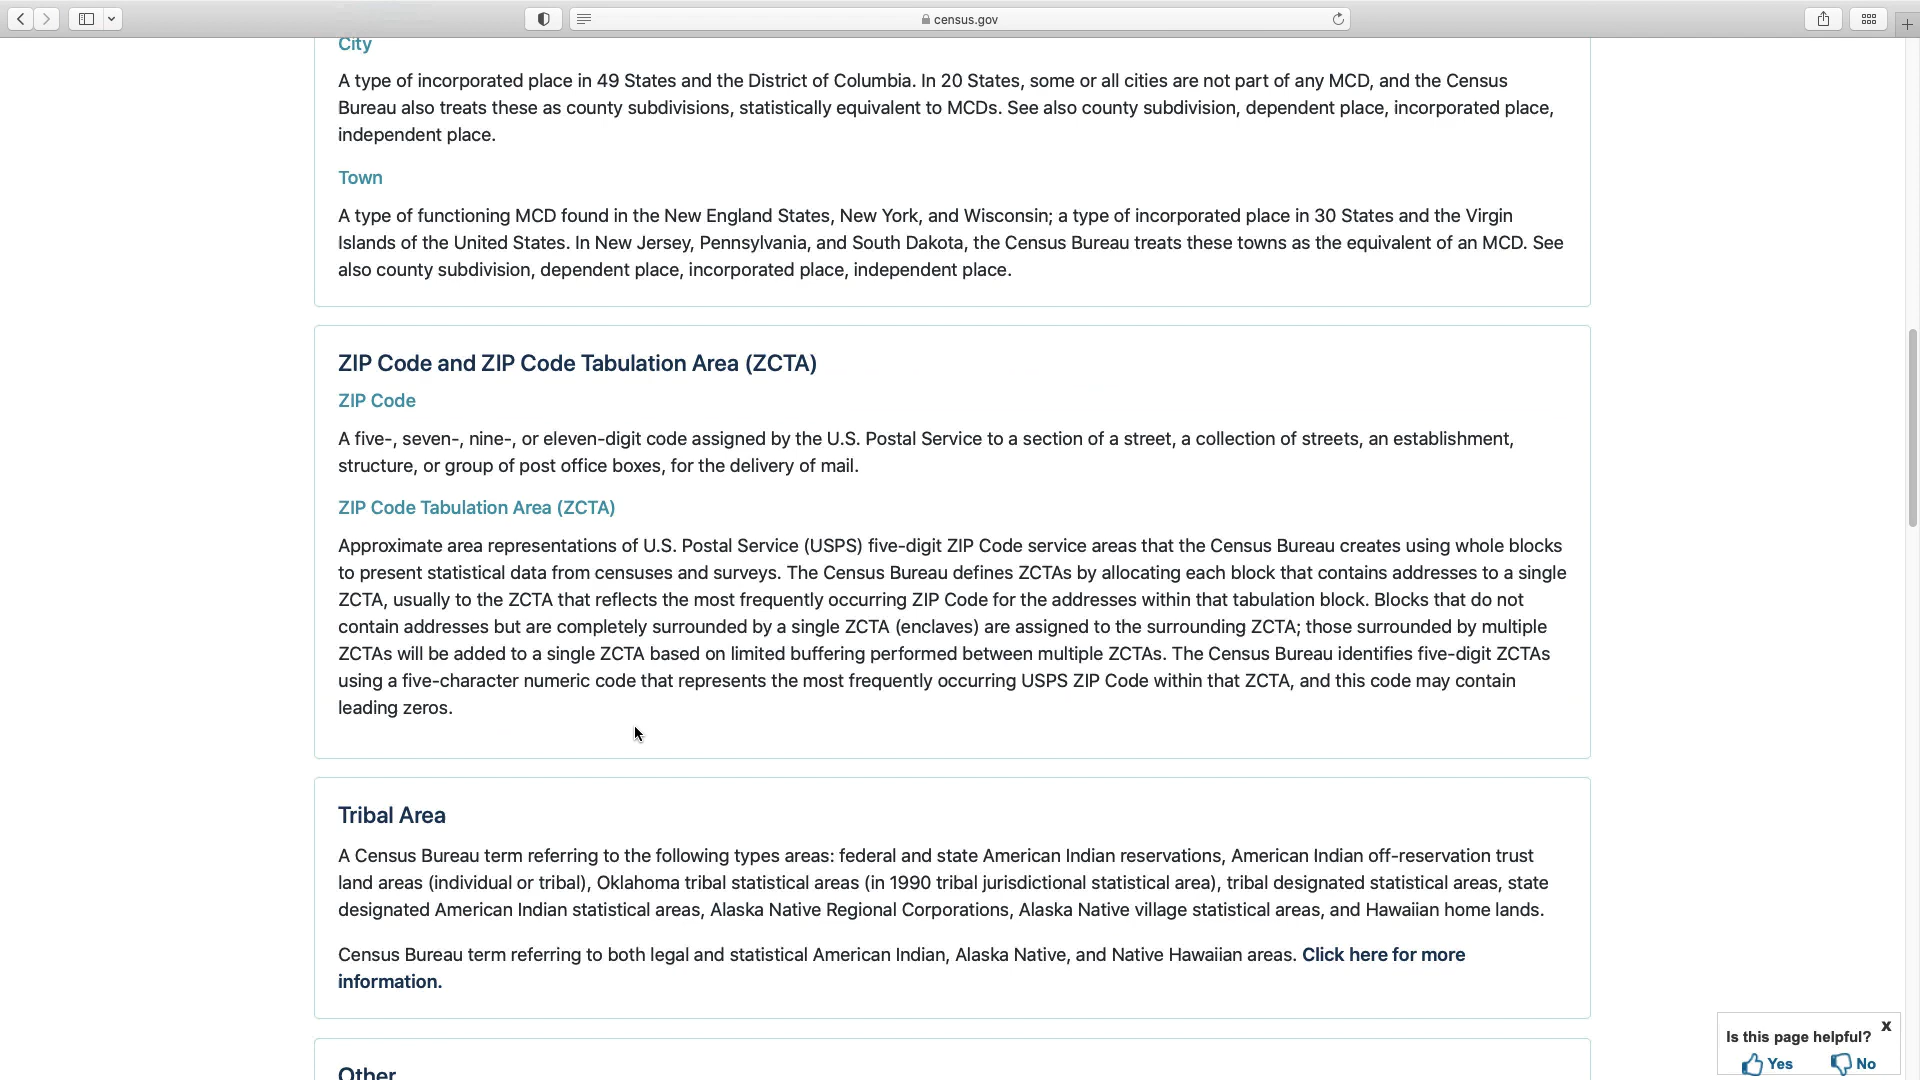 census.gov
City
A type of incorporated place in 49 States and the District of Columbia. In 20 States, some or all cities are not part of any MCD, and the Census
Bureau also treats these as county subdivisions, statistically equivalent to MCDs. See also county subdivision, dependent place, incorporated place,
independent place.
Town
A type of functioning MCD found in the New England States, New York, and Wisconsin; a type of incorporated place in 30 States and the Virgin
Islands of the United States. In New Jersey, Pennsylvania, and South Dakota, the Census Bureau treats these towns as the equivalent of an MCD. See
also county subdivision, dependent place, incorporated place, independent place.
ZIP Code and ZIP Code Tabulation Area (ZCTA)
ZIP Code
A five-, seven-, nine-, or eleven-digit code assigned by the U.S. Postal Service to a section of a street, a collection of streets, an establishment,
structure, or group of post office boxes, for the delivery of mail.
ZIP Code Tabulation Area (ZCTA)
Approximate area representations of U.S. Postal Service (USPS) five-digit ZIP Code service areas that the Census Bureau creates using whole blocks
to present statistical data from censuses and surveys. The Census Bureau defines ZCTAs by allocating each block that contains addresses to a single
ZCTA, usually to the ZCTA that reflects the most frequently occurring ZIP Code for the addresses within that tabulation block. Blocks that do not
contain addresses but are completely surrounded by a single ZCTA (enclaves) are assigned to the surrounding ZCTA; those surrounded by multiple
ZCTAs will be added to a single ZCTA based on limited buffering performed between multiple ZCTAs. The Census Bureau identifies five-digit ZCTAs
using a five-character numeric code that represents the most frequently occurring USPS ZIP Code within that ZCTA, and this code may contain
leading zeros.
Tribal Area
A Census Bureau term referring to the following types areas: federal and state American Indian reservations, American Indian off-reservation trust
land areas (individual or tribal), Oklahoma tribal statistical areas (in 1990 tribal jurisdictional statistical area), tribal designated statistical areas, state
designated American Indian statistical areas, Alaska Native Regional Corporations, Alaska Native village statistical areas, and Hawaiian home lands.
Census Bureau term referring to both legal and statistical American Indian, Alaska Native, and Native Hawaiian areas. Click here for more
information.
Other
Is this page helpful? X
Yes No